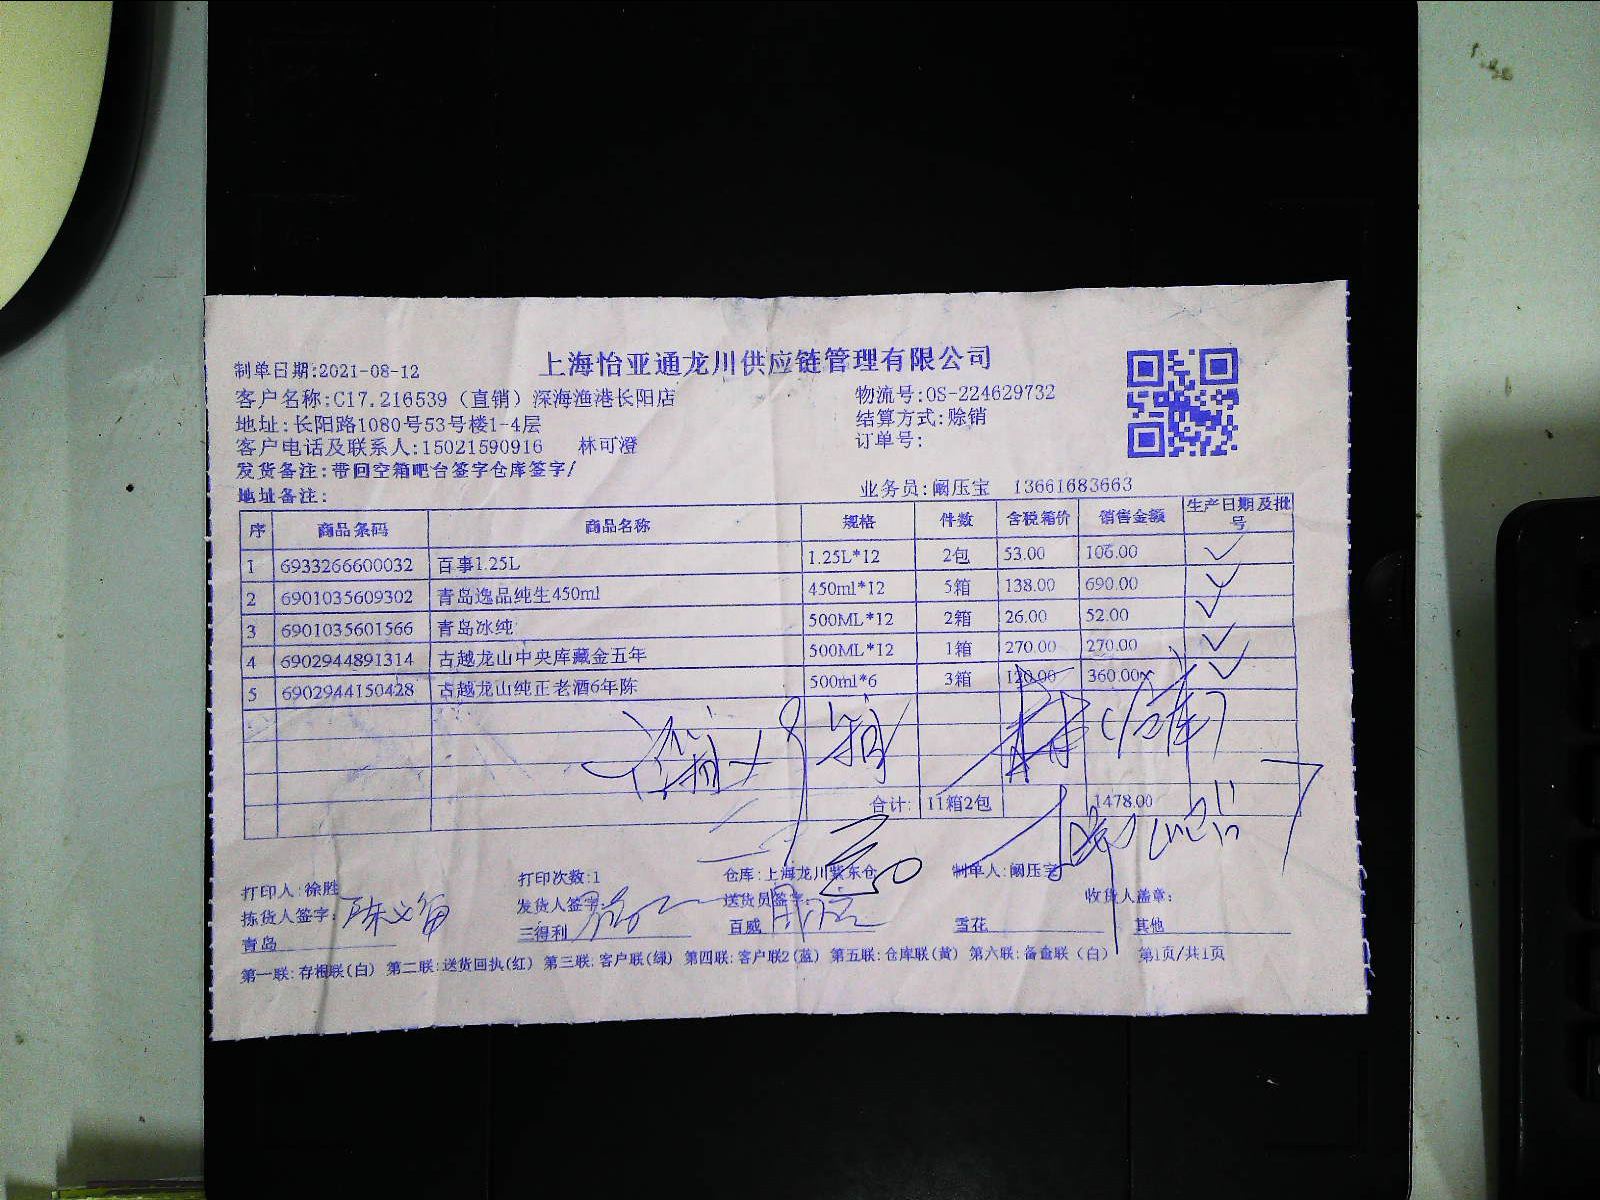 上海怡亚通龙川供应链管理有限公司
制单日期:2021-08-12
客户名称:C17.216539（直销）深海渔港长阳店 物流号:OS-224629732
地址:长阳路1080号53号楼1-4层 结算方式:赊销
客户电话及联系人:15021590916 林可澄 订单号:
发货备注:带回空箱吧台签字仓库签字/
地址备注: 业务员:阚压宝 13661683663
序 商品条码 商品名称 规格 件数 含税箱价 销售金额 生产日期及批号
1 6933266600032 百事1.25L 1.25L*12 2包 53.00 106.00 ✓
2 6901035609302 青岛逸品纯生450ml 450ml*12 5箱 138.00 690.00 ✓
3 6901035601566 青岛冰纯 500ML*12 2箱 26.00 52.00 ✓
4 6902944891314 古越龙山中央库藏金五年 500ML*12 1箱 270.00 270.00 ✓
5 6902944150428 古越龙山纯正老酒6年陈 500ml*6 3箱 120.00 360.00 ✓
(仓库)
合计: 11箱2包 1478.00
打印人:徐胜 打印次数:1 仓库:上海龙川紫东仓 制单人:阚压宝
拣货人签字: 发货人签字: 送货员签字: 收货人盖章:
青岛 三得利 百威 雪花 其他
第一联:存根联(白) 第二联:送货回执(红) 第三联:客户联(绿) 第四联:客户联2(蓝) 第五联:仓库联(黄) 第六联:备查联（白） 第1页/共1页